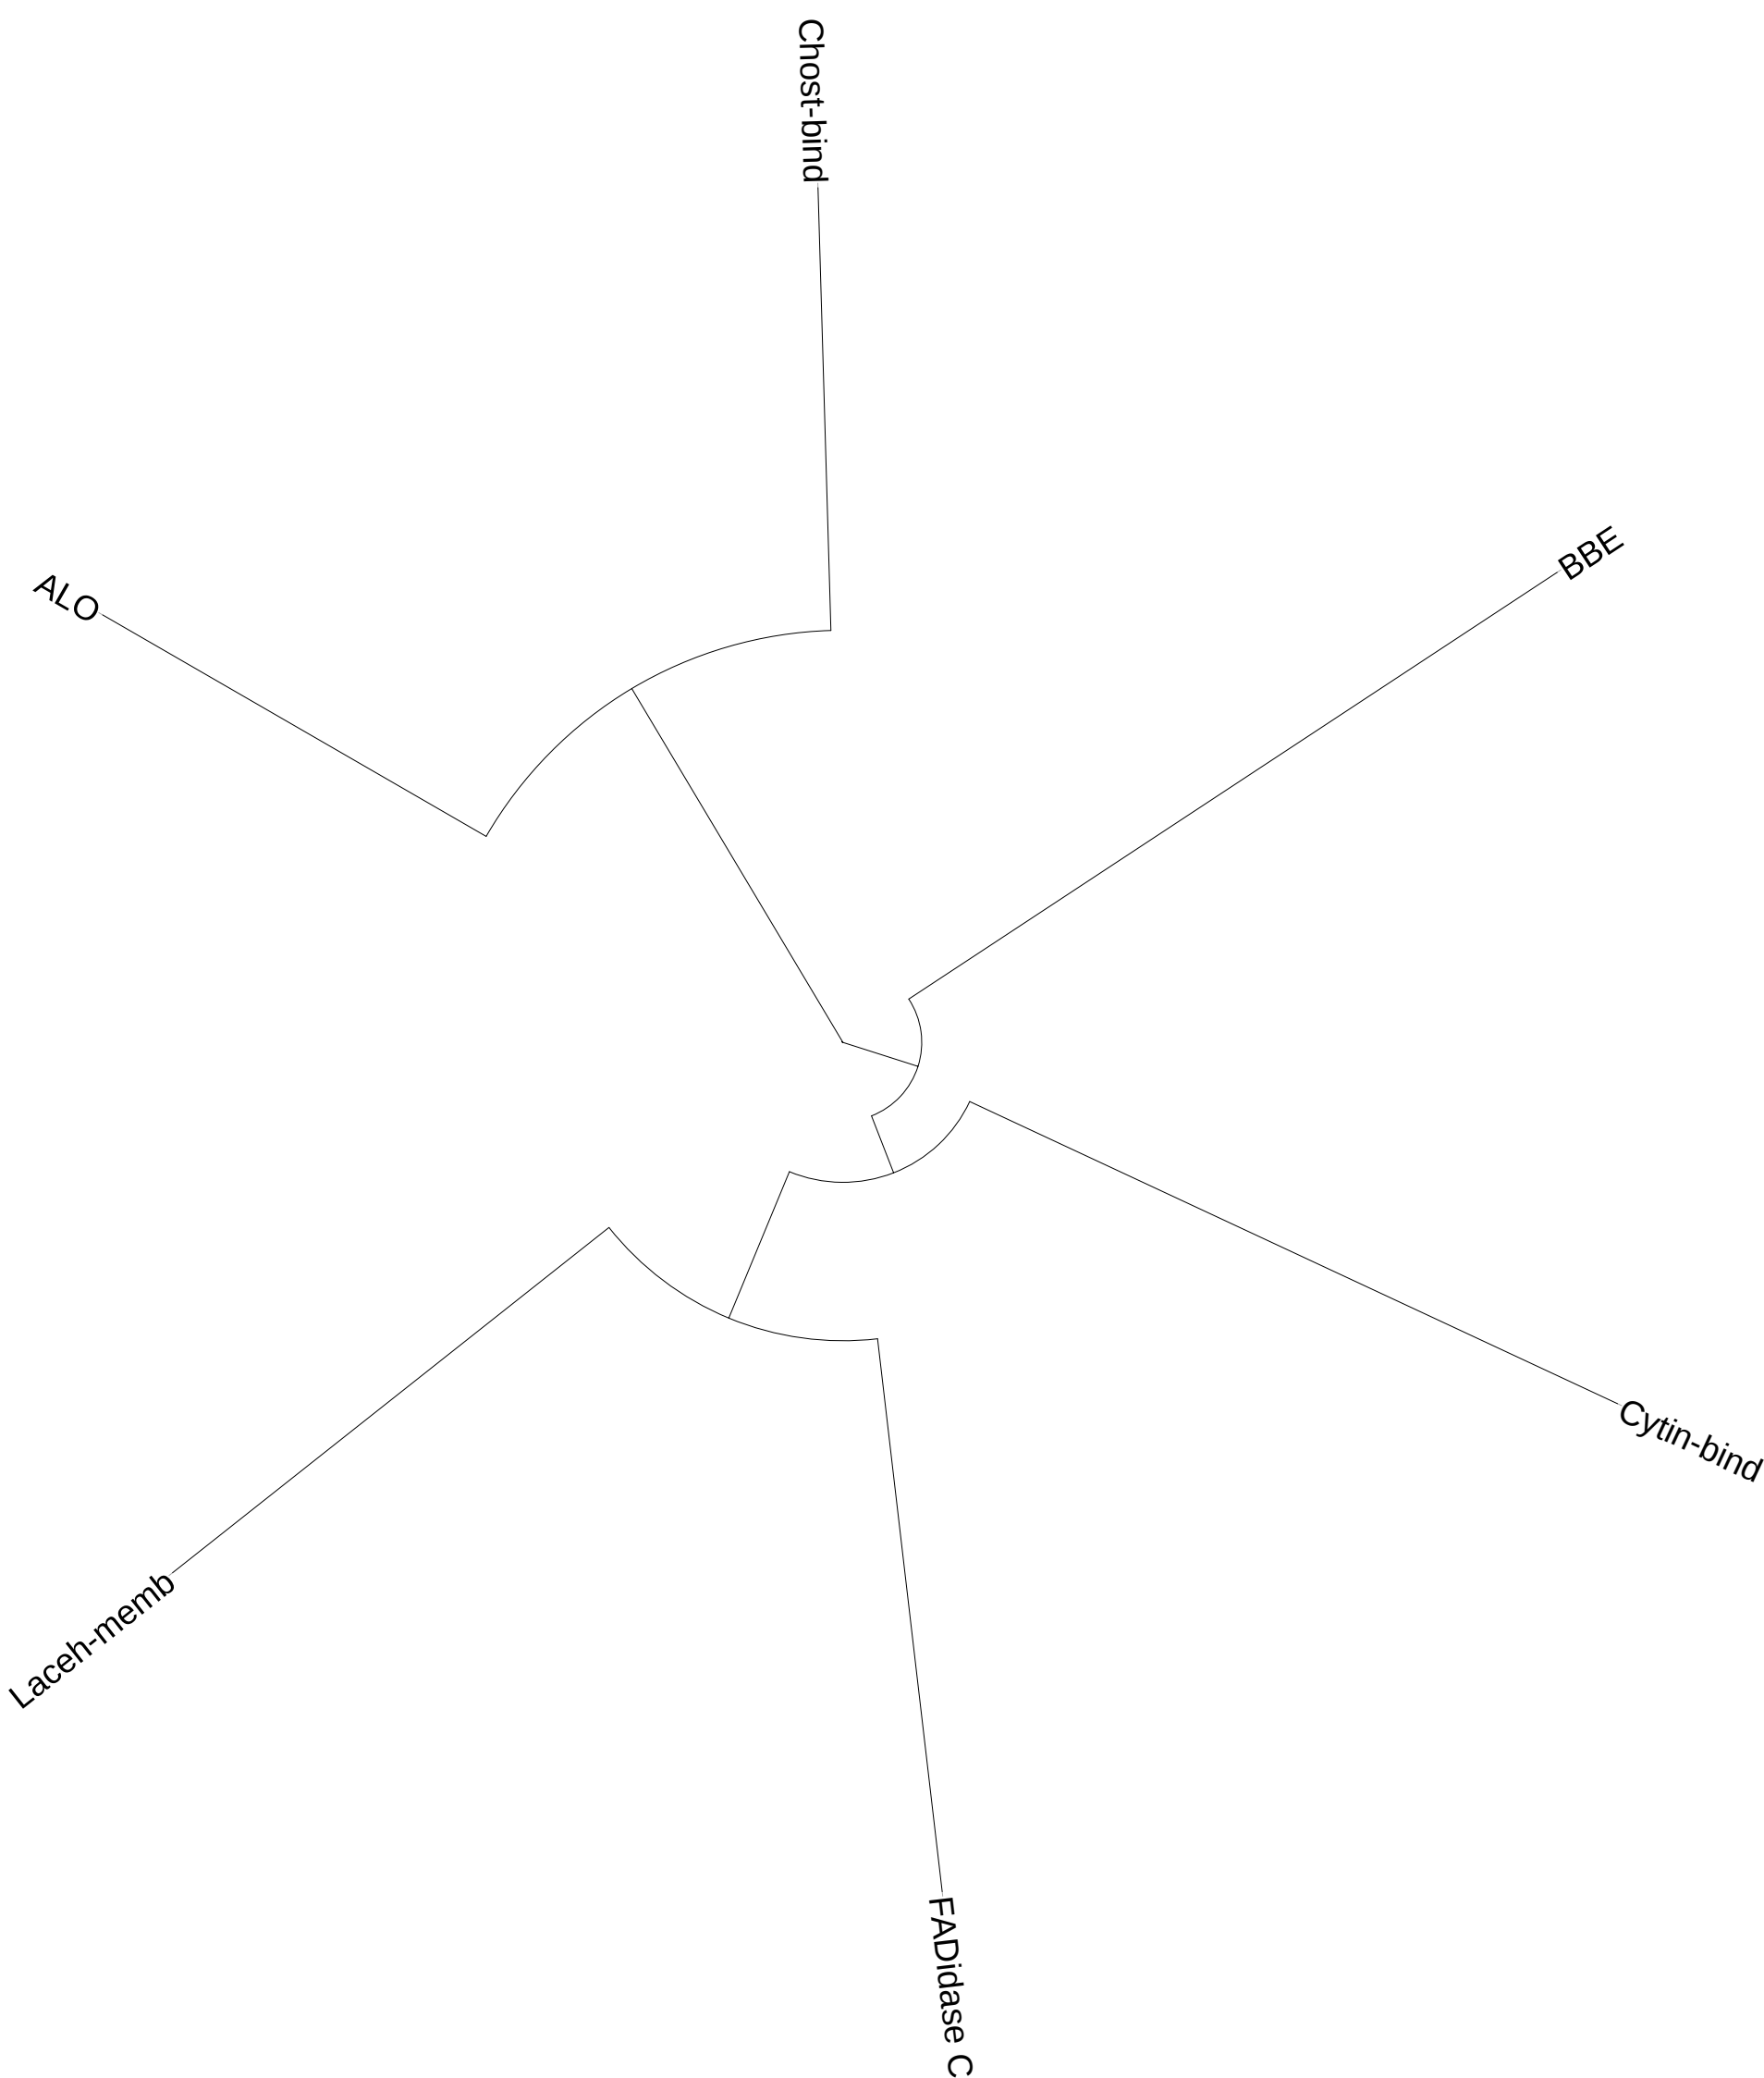 Chost-bind
BBE
ALO
Cytin-bind
Laceh-memb
FADidase C